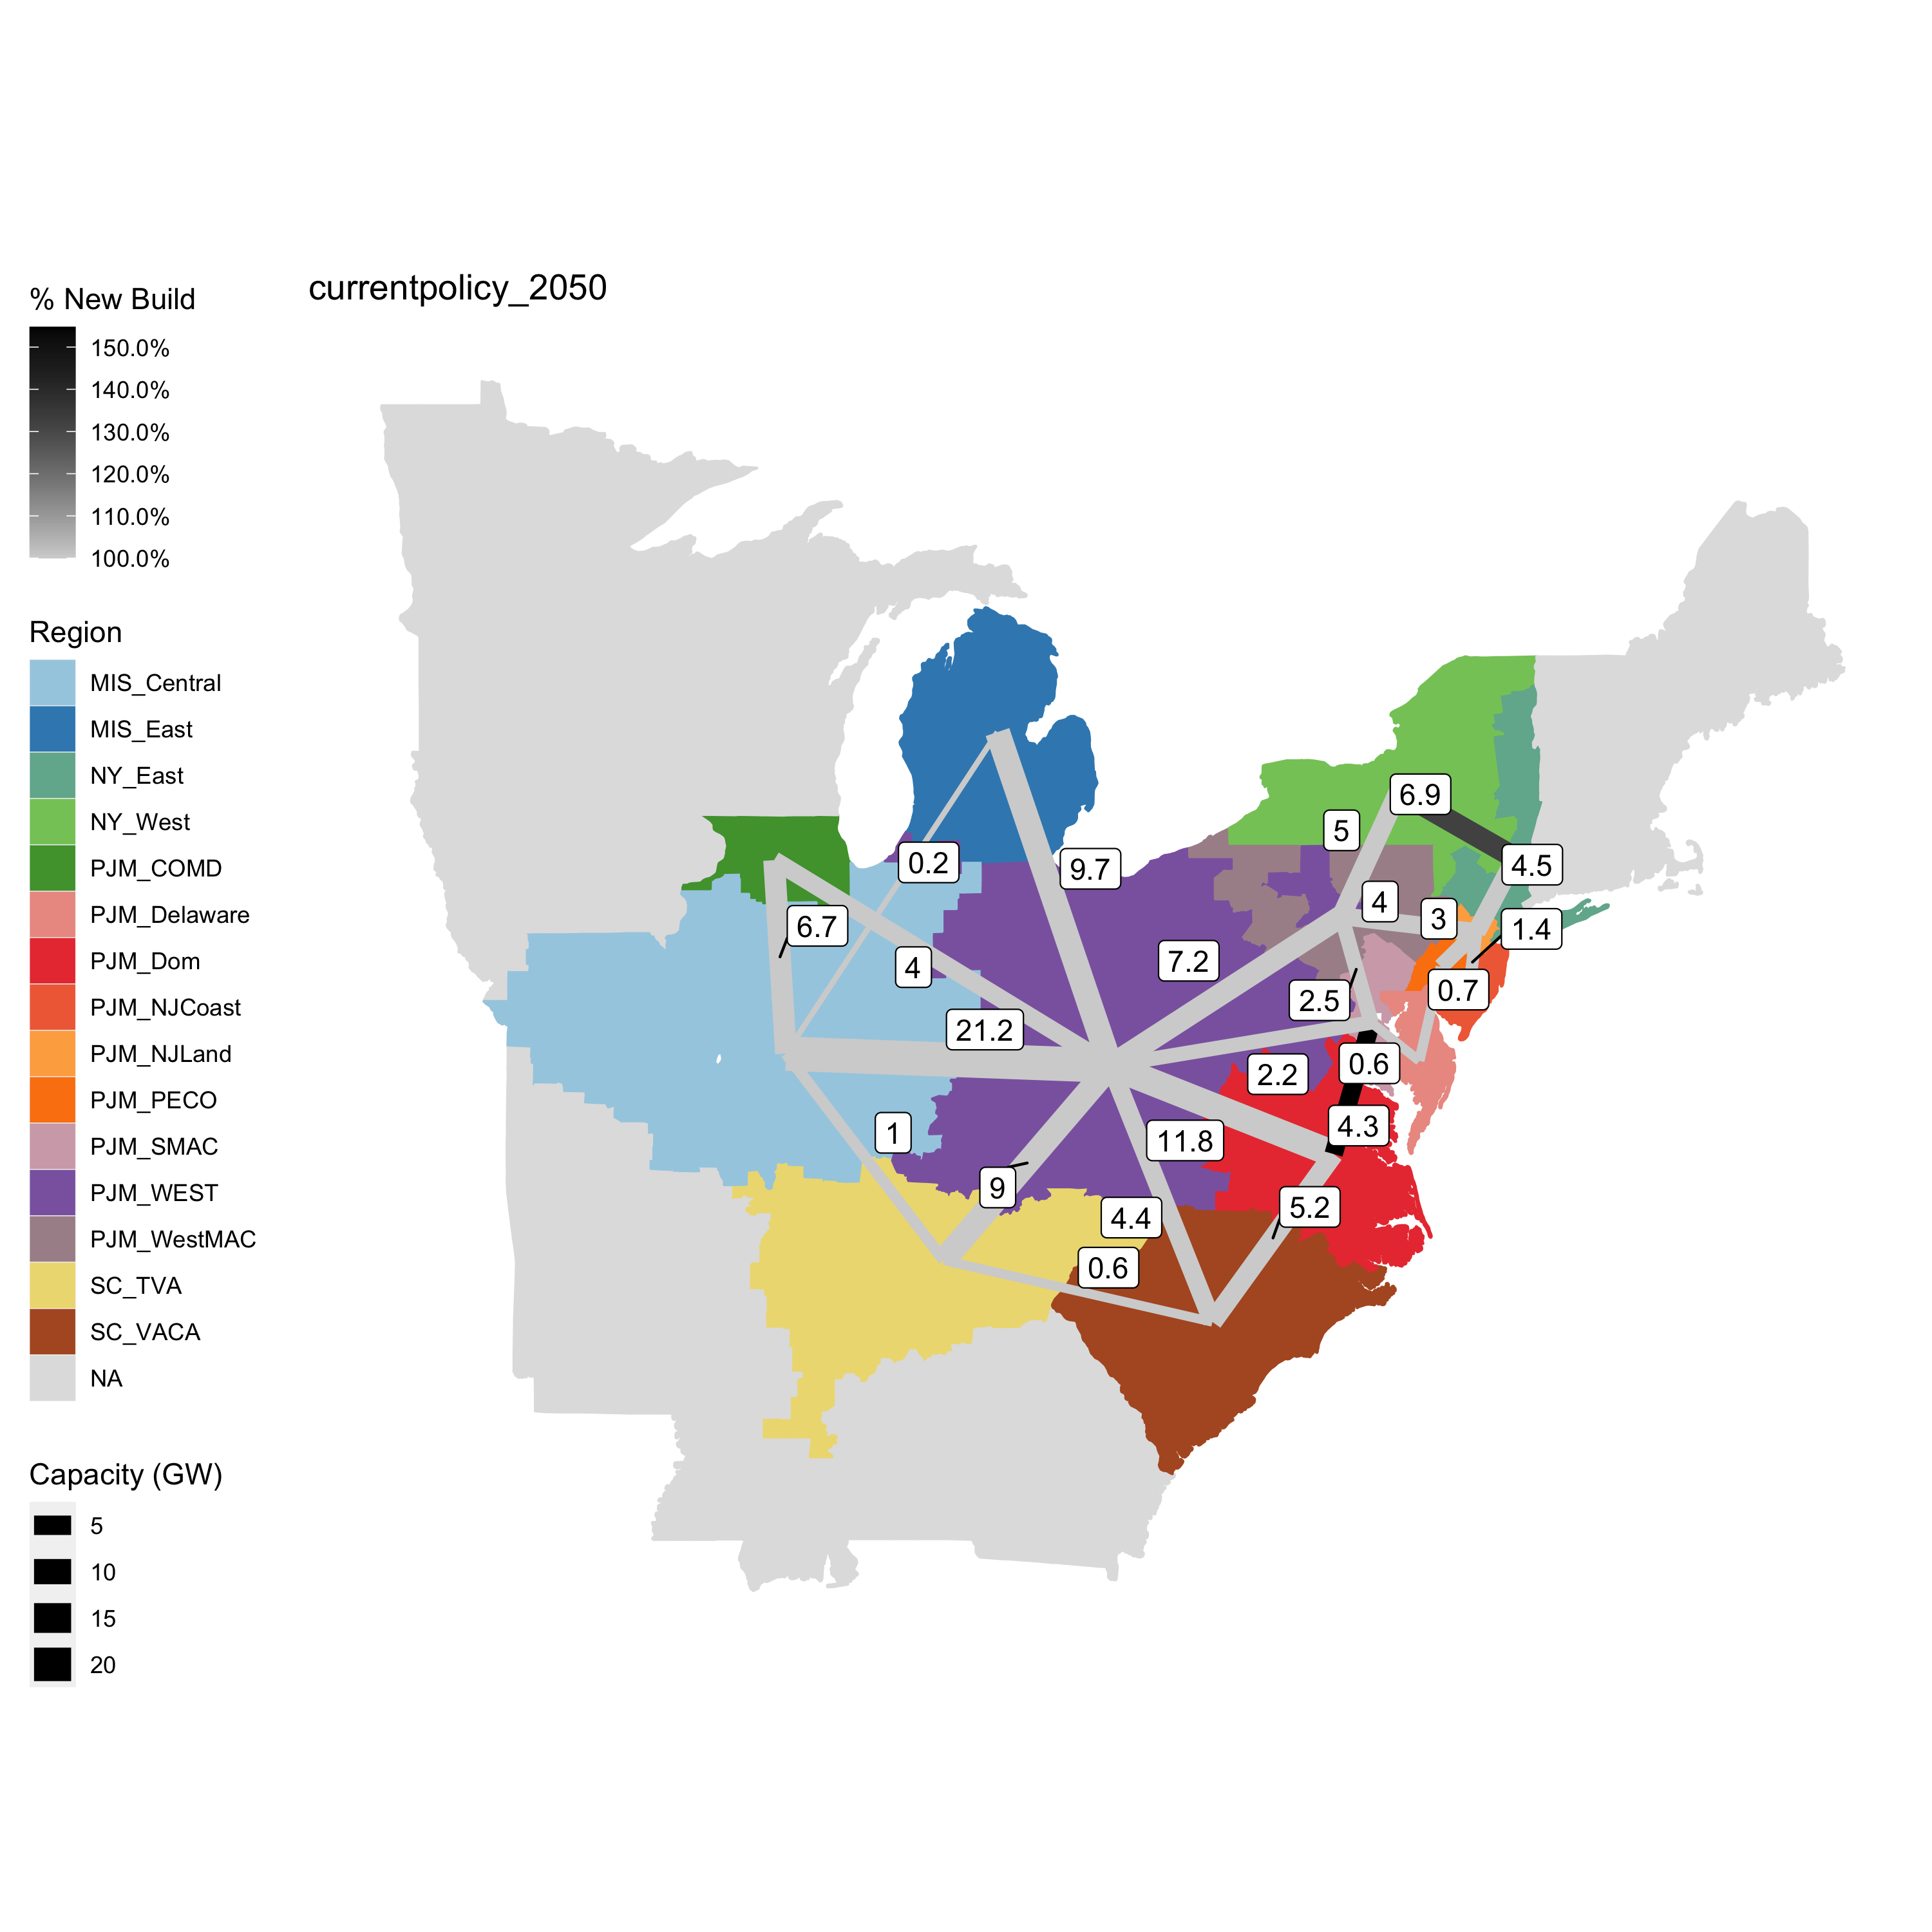 currentpolicy_2050
% New Build
150.0%
140.0%
130.0%
120.0%
110.0%
100.0%
Region
MIS_Central
MIS_East
NY_East
NY_West
PJM_COMD
PJM_Delaware
PJM_Dom
PJM_NJCoast
PJM_NJLand
PJM_PECO
PJM_SMAC
PJM_WEST
PJM_WestMAC
SC_TVA
SC_VACA
NA
Capacity (GW)
5
10
15
20
6.9
5
0.2
9.7
4.5
4
3
6.7
1.4
7.2
4
0.7
2.5
21.2
0.6
2.2
4.3
1
11.8
9
5.2
4.4
0.6